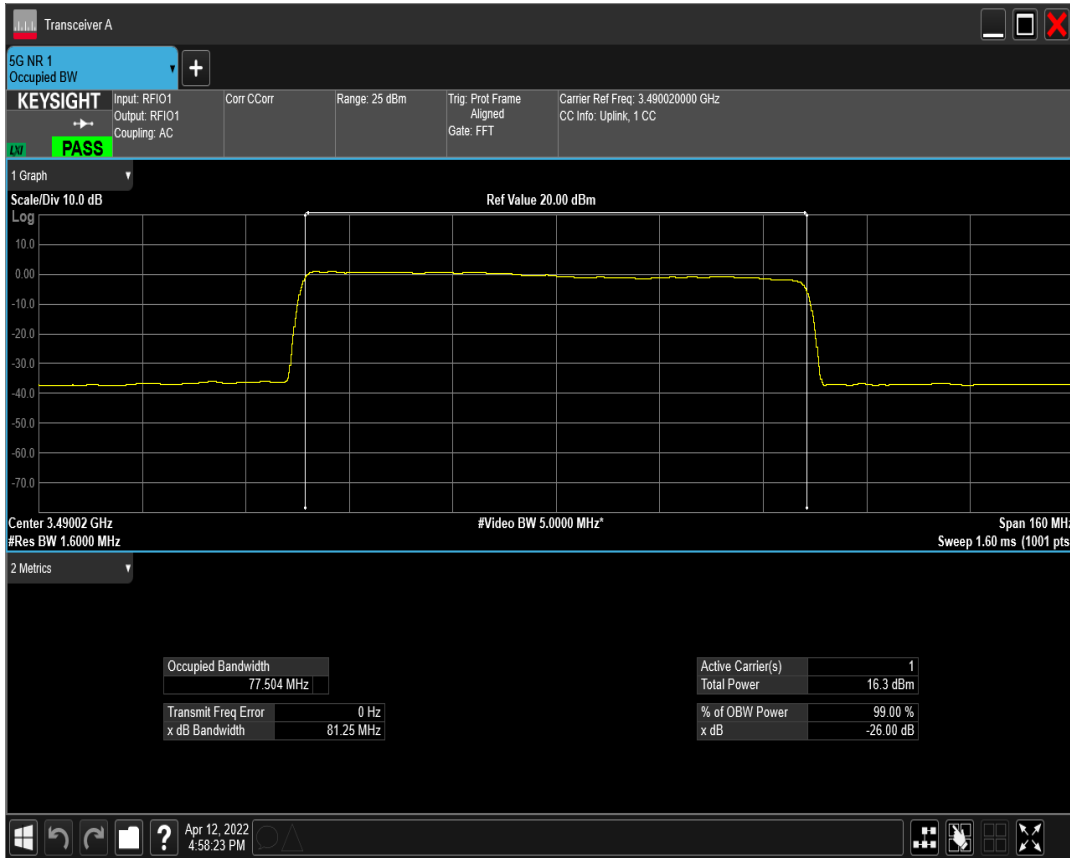 Transceiver A
5G NR 1
Occupied BW
KEYSIGHT
LXI
PASS
Input: RFIO1
Output: RFIO1
Coupling: AC
Corr CCorr
Range: 25 dBm
Trig: Prot Frame
Aligned
Gate: FFT
Carrier Ref Freq: 3.490020000 GHz
CC Info: Uplink, 1 CC
1 Graph
Scale/Div 10.0 dB
Ref Value 20.00 dBm
Log
10.0
0.00
-10.0
-20.0
-30.0
-40.0
-50.0
-60.0
-70.0
Center 3.49002 GHz
#Video BW 5.0000 MHz*
Span 160 MHz
#Res BW 1.6000 MHz
Sweep 1.60 ms (1001 pts
2 Metrics
Occupied Bandwidth
77.504 MHz
Transmit Freq Error 0 Hz
x dB Bandwidth 81.25 MHz
Active Carrier(s) 1
Total Power 16.3 dBm
% of OBW Power 99.00 %
x dB -26.00 dB
?
Apr 12, 2022
4:58:23 PM